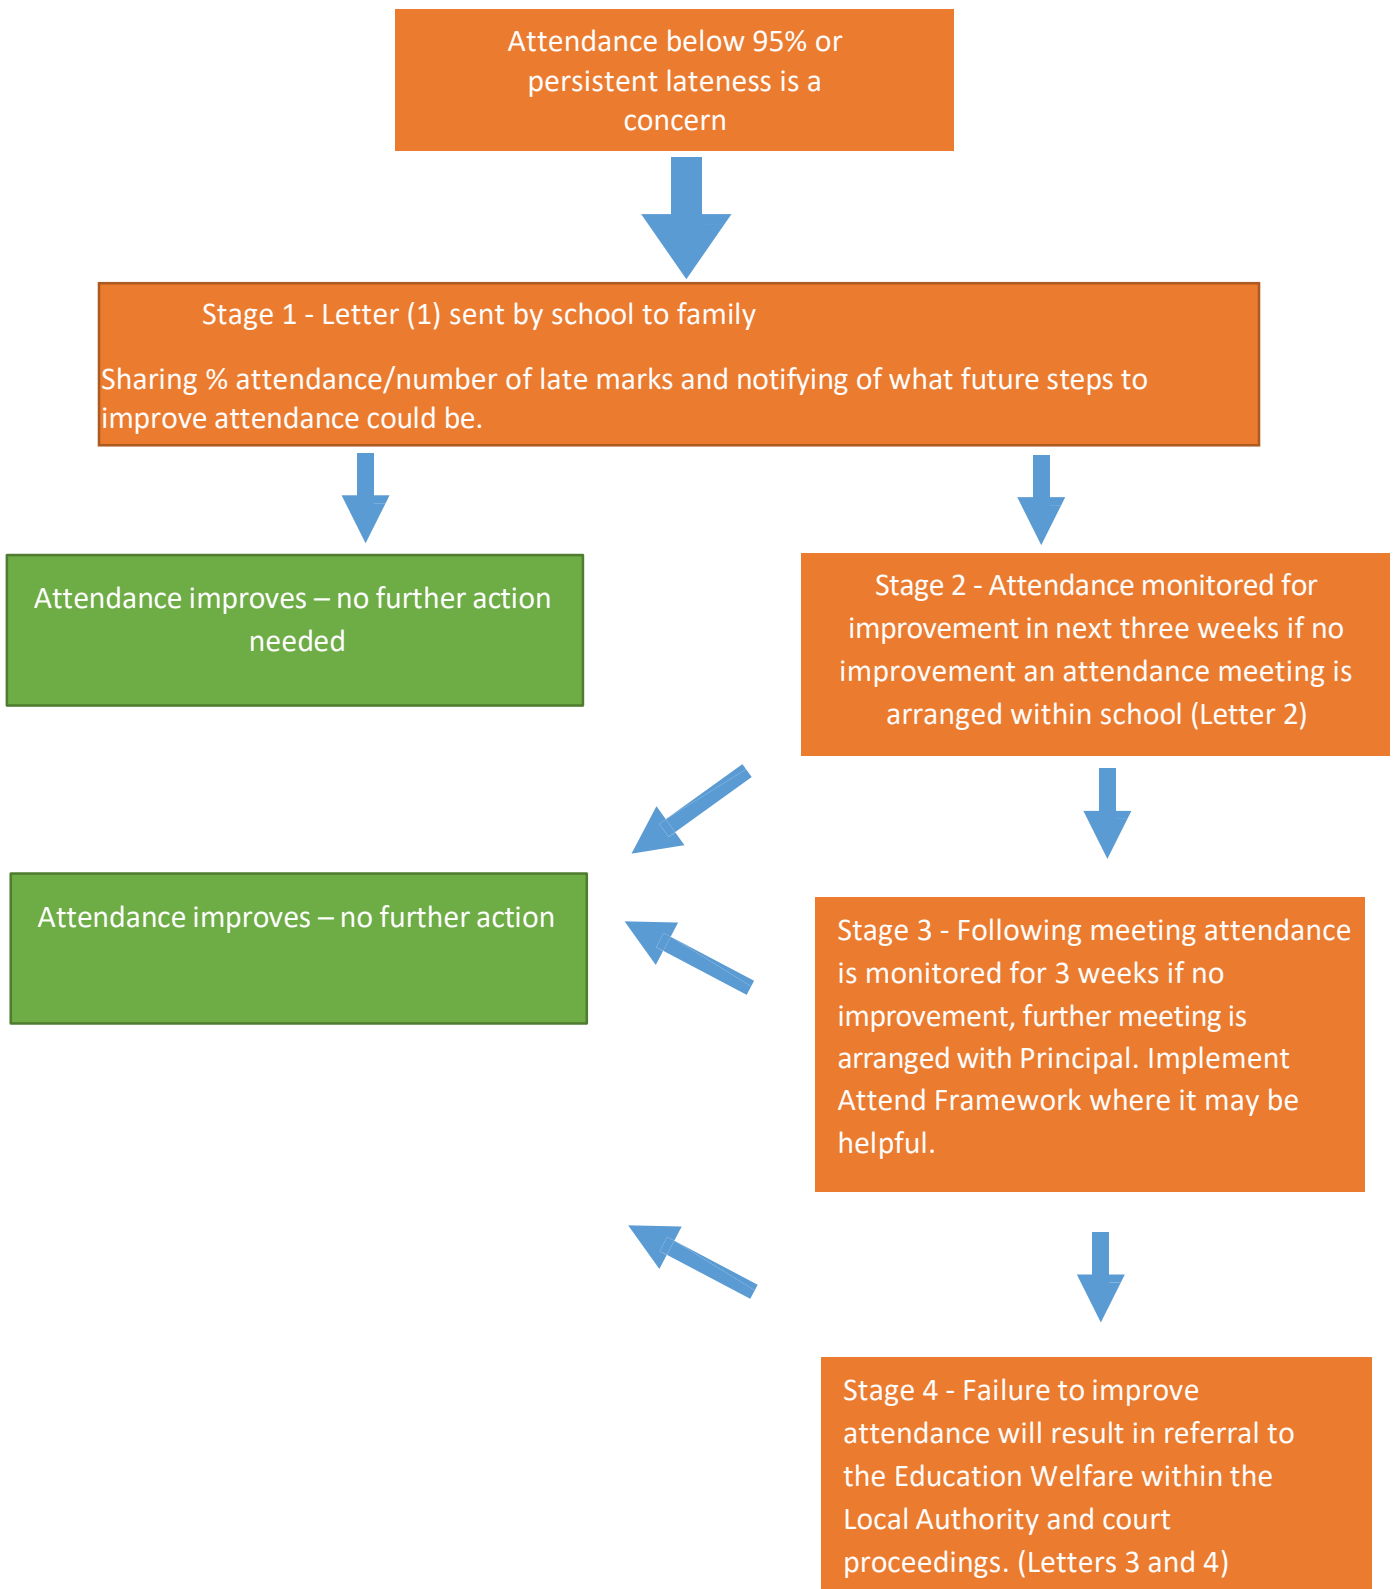 Attendance below 95% or
persistent lateness is a
concern
Stage 1 - Letter (1) sent by school to family
Sharing % attendance/number of late marks and notifying of what future steps to
improve attendance could be.
Attendance improves – no further action
needed
Stage 2 - Attendance monitored for
improvement in next three weeks if no
improvement an attendance meeting is
arranged within school (Letter 2)
Attendance improves – no further action
Stage 3 - Following meeting attendance
is monitored for 3 weeks if no
improvement, further meeting is
arranged with Principal. Implement
Attend Framework where it may be
helpful.
Stage 4 - Failure to improve
attendance will result in referral to
the Education Welfare within the
Local Authority and court
proceedings. (Letters 3 and 4)